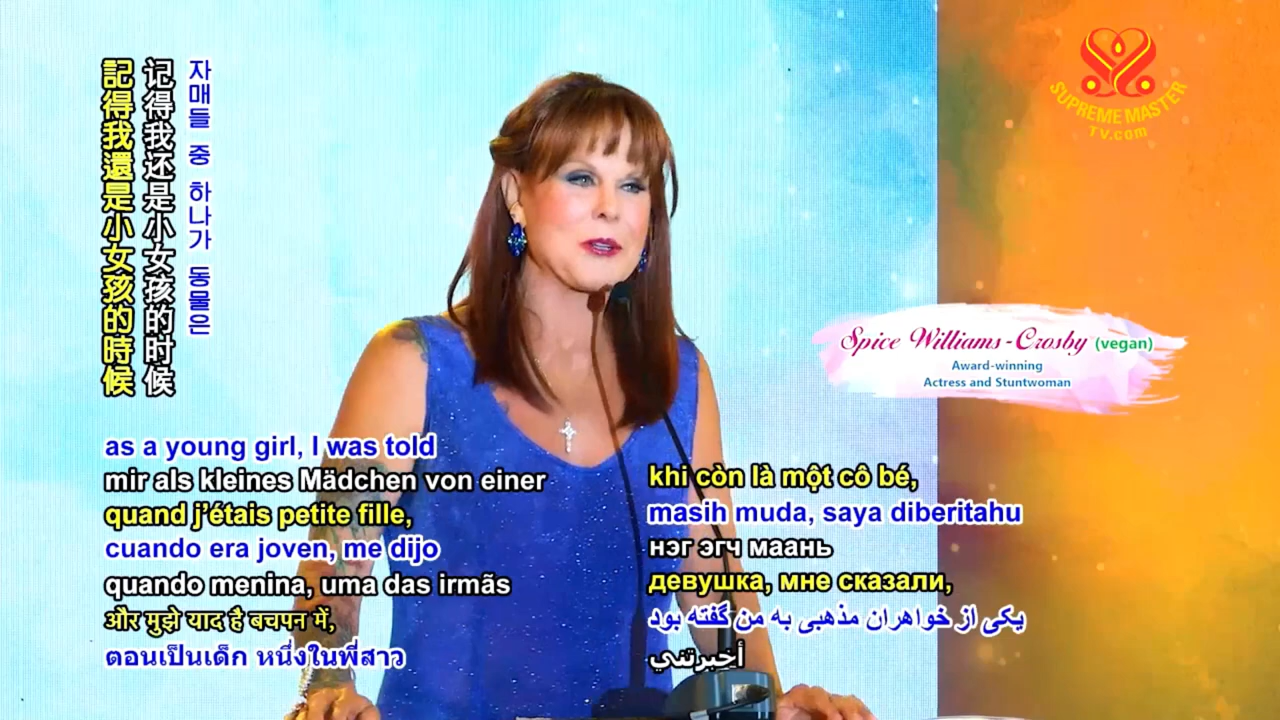 記得我還是小女孩的時候
记得我还是小女孩的时候
자매들 중 하나가 동물은
SUPREME MASTER
TV.com
Spice Williams-Crosby (vegan)
Award-winning
Actress and Stuntwoman
as a young girl, I was told
mir als kleines Mädchen von einer
quand j’étais petite fille,
cuando era joven, me dijo
quando menina, uma das irmãs
और मुझे याद है बचपन में,
ตอนเป็นเด็ก หนึ่งในพี่สาว
khi còn là một cô bé,
masih muda, saya diberitahu
нэг эгч маань
девушка, мне сказали,
یکی از خواهران مذهبی به من گفته بود
أخبرتني